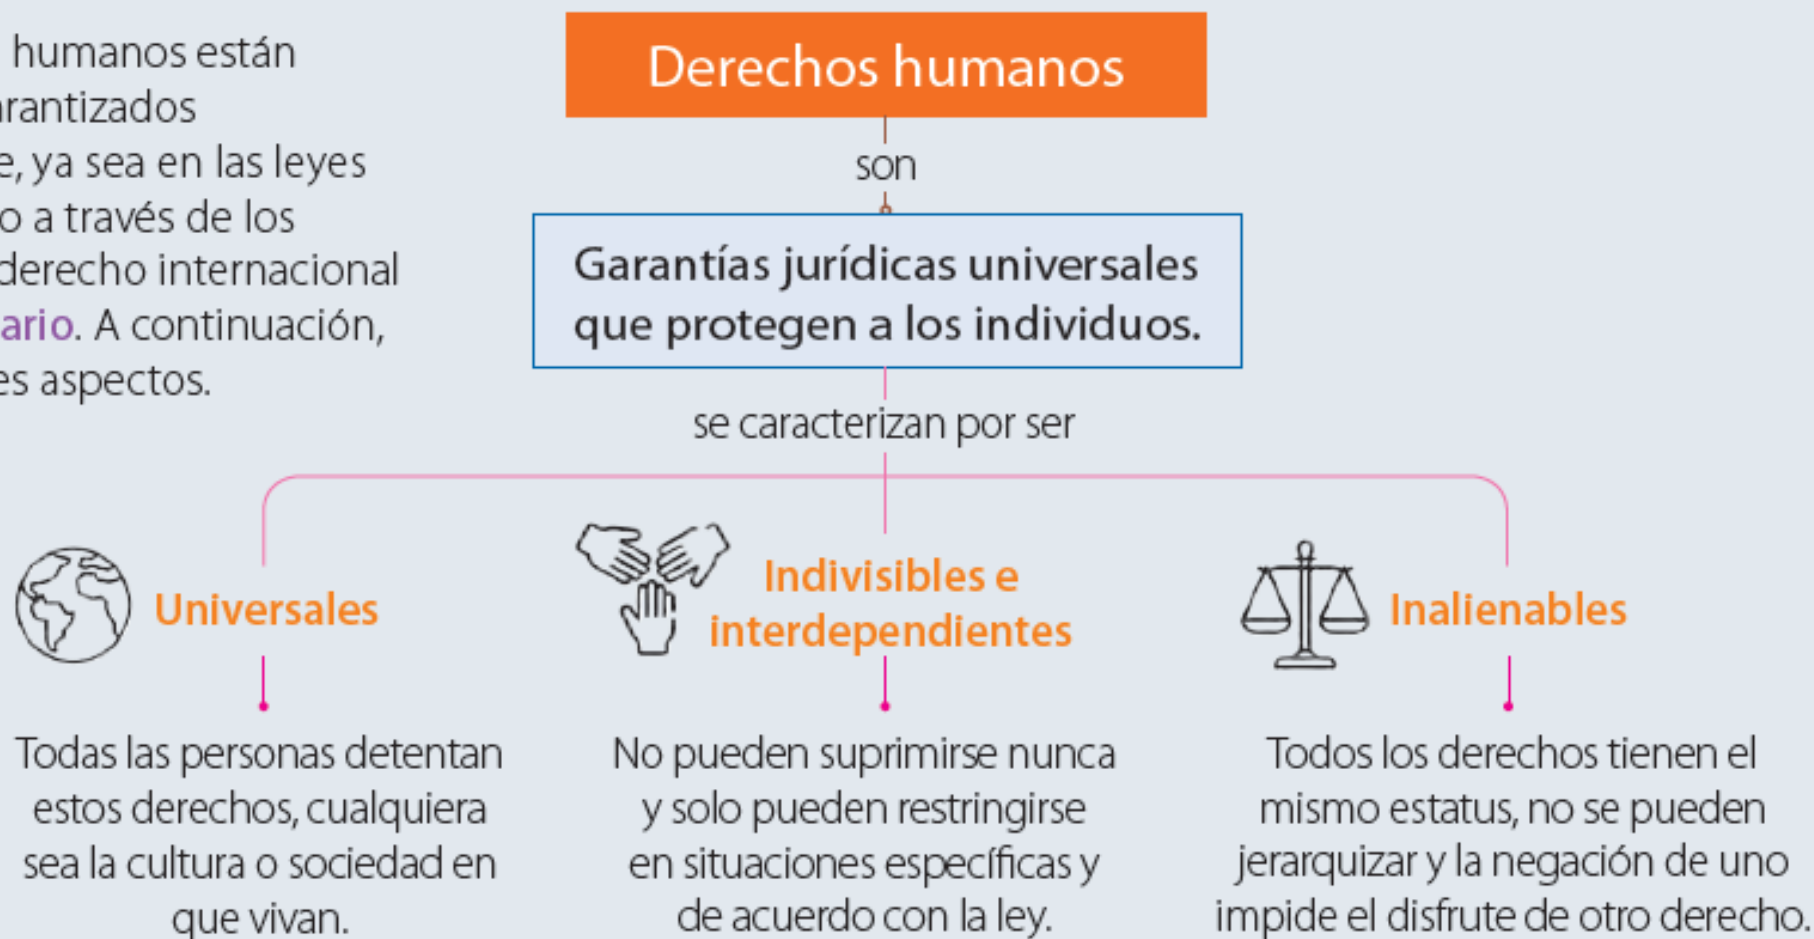 humanos están
arantizados
e, ya sea en las leyes
o a través de los
derecho internacional
ario. A continuación,
es aspectos.
Derechos humanos
son
Garantías jurídicas universales
que protegen a los individuos.
se caracterizan por ser
Universales
Todas las personas detentan
estos derechos, cualquiera
sea la cultura o sociedad en
que vivan.
Indivisibles e
interdependientes
No pueden suprimirse nunca
y solo pueden restringirse
en situaciones específicas y
de acuerdo con la ley.
Inalienables
Todos los derechos tienen el
mismo estatus, no se pueden
jerarquizar y la negación de uno
impide el disfrute de otro derecho.